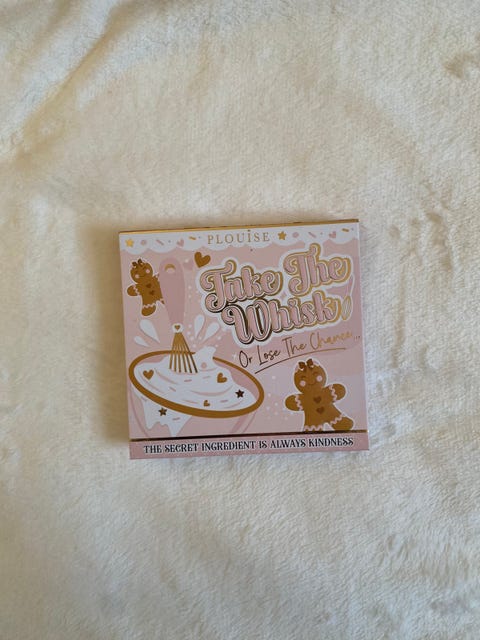 PLOUISE
Take The
Whisk
Or Lose The Chance...
THE SECRET INGREDIENT IS ALWAYS KINDNESS